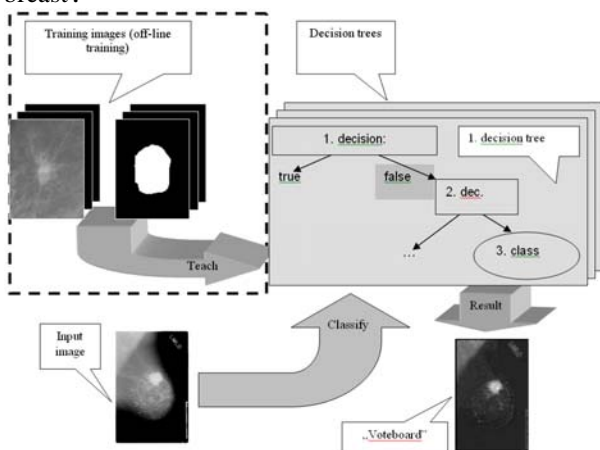 breast?
Training images (off-line
training)
Decision trees
1. decision:
1. decision tree
true
false
2. dec.
...
3. class
Teach
Classify
Result
Input
image
„Voteboard”